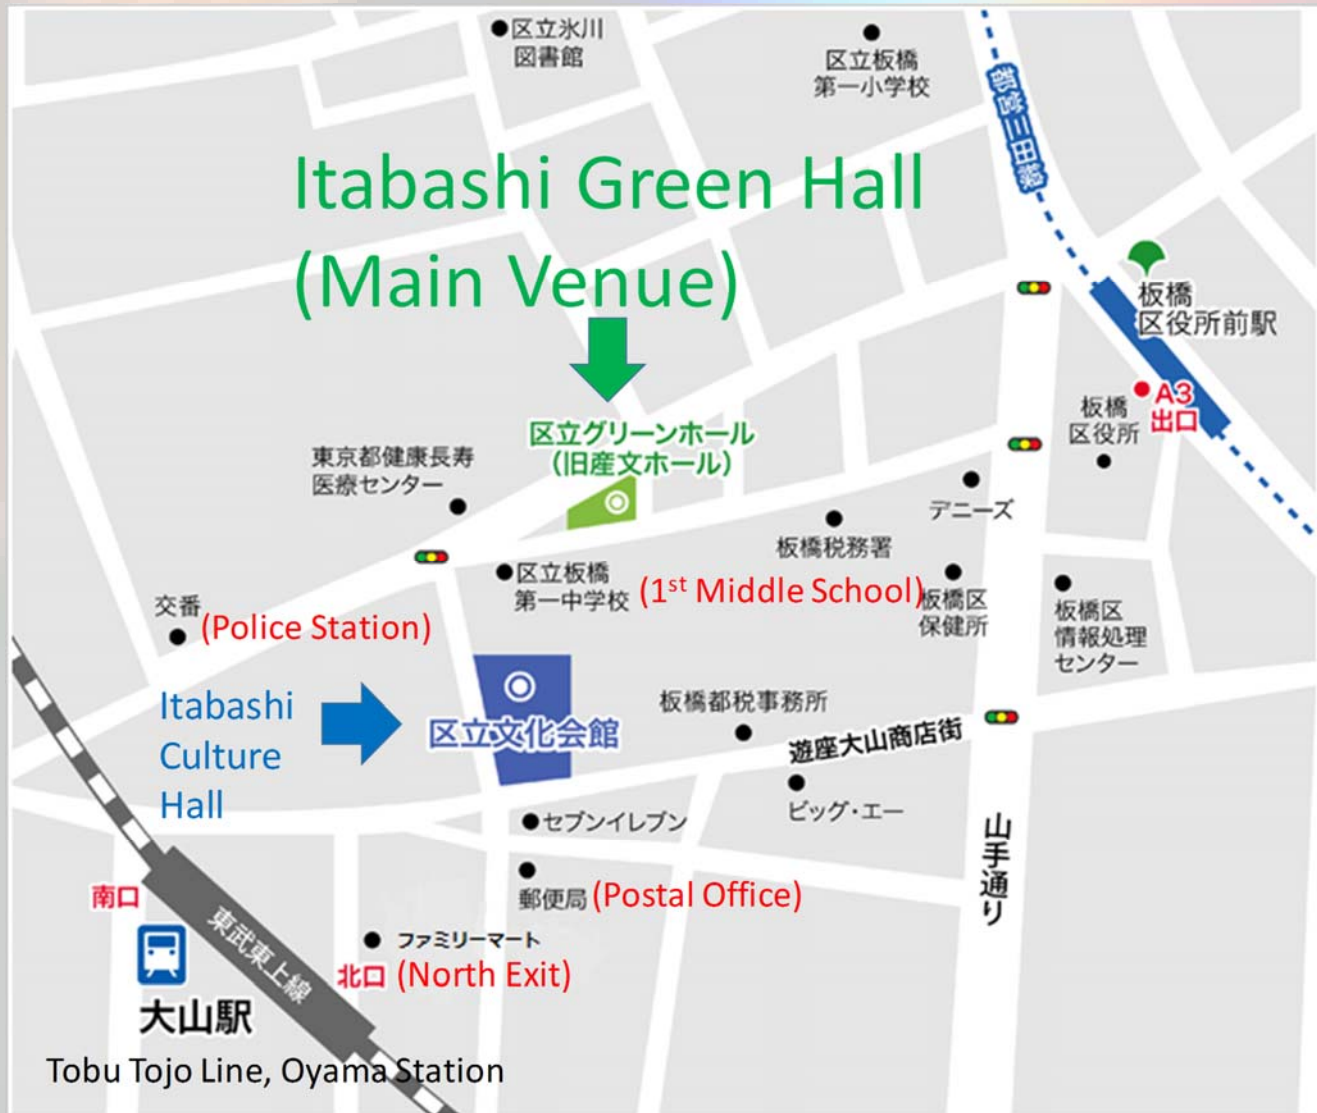 区立氷川
図書館
区立板橋
第一小学校
都営三田線
Itabashi Green Hall
(Main Venue)
板橋
区役所前駅
A3
出口
板橋
区役所
区立グリーンホール
(旧産文ホール)
東京都健康長寿
医療センター
デニーズ
板橋税務署
区立板橋
第一中学校
(1st Middle School)
板橋区
保健所
板橋区
情報処理
センター
交番
(Police Station)
Itabashi
Culture
Hall
区立文化会館
板橋都税事務所
遊座大山商店街
ビッグ・エー
セブンイレブン
山手通り
郵便局
(Postal Office)
南口
東武東上線
ファミリーマート
北口
(North Exit)
大山駅
Tobu Tojo Line, Oyama Station